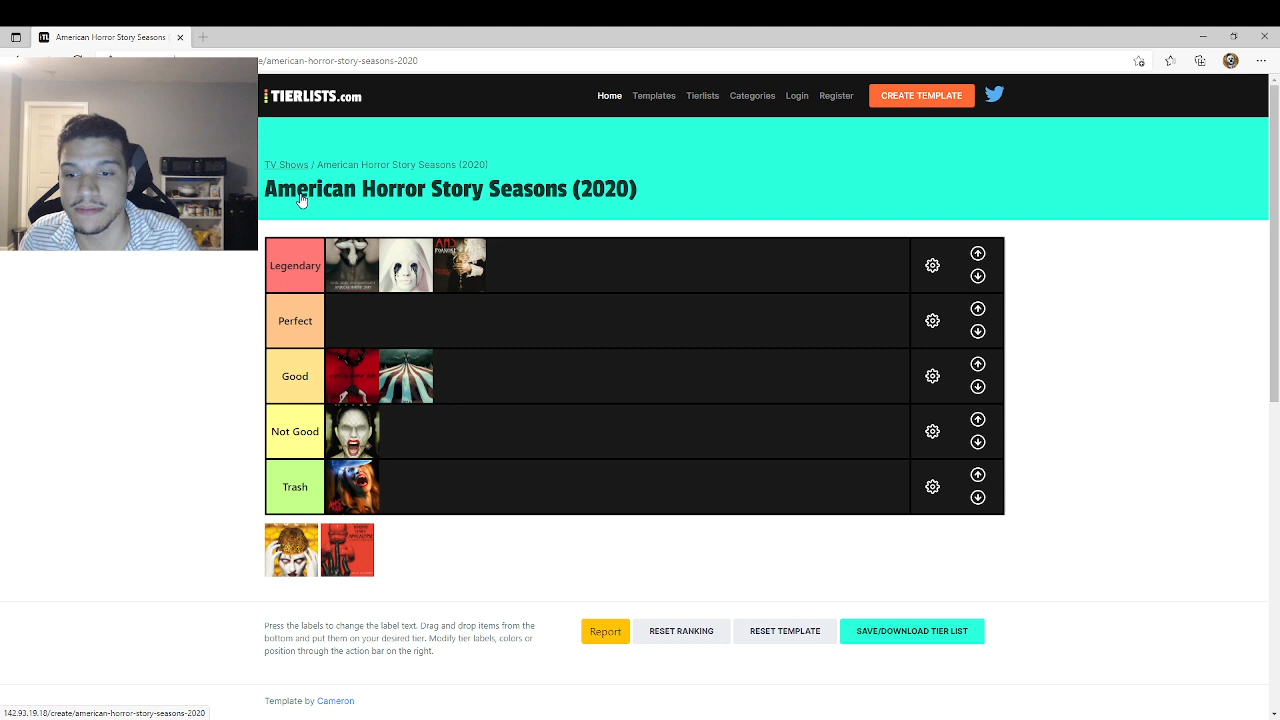 American Horror Story Seasons (
e/american-horror-story-seasons-2020
TIERLISTS.com
Home Templates Tierlists Categories Login Register CREATE TEMPLATE
TV Shows / American Horror Story Seasons (2020)
American Horror Story Seasons (2020)
Legendary
Perfect
Good
Not Good
Trash
APOCALYPSE
Press the labels to change the label text. Drag and drop items from the
bottom and put them on your desired tier. Modify tier labels, colors or
position through the action bar on the right.
Report RESET RANKING RESET TEMPLATE SAVE/DOWNLOAD TIER LIST
Template by Cameron
142.93.19.18/create/american-horror-story-seasons-2020